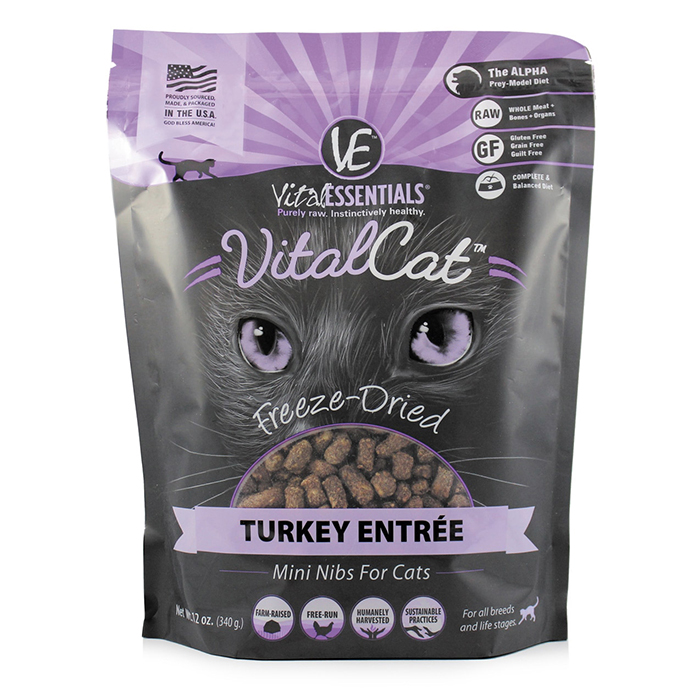 PROUDLY SOURCED,
MADE, & PACKAGED
IN THE U.S.A.
GOD BLESS AMERICA!
The ALPHA
Prey-Model Diet
RAW
WHOLE Meat +
Bones + Organs
GF
Gluten Free
Grain Free
Guilt Free
COMPLETE &
Balanced Diet
VE™
VitalESSENTIALS®
Purely raw. Instinctively healthy.
VitalCat™
Freeze-Dried
TURKEY ENTRÉE
Mini Nibs For Cats
Net Wt. 12 oz. (340 g.)
FARM-RAISED
FREE-RUN
HUMANELY
HARVESTED
SUSTAINABLE
PRACTICES
For all breeds
and life stages.